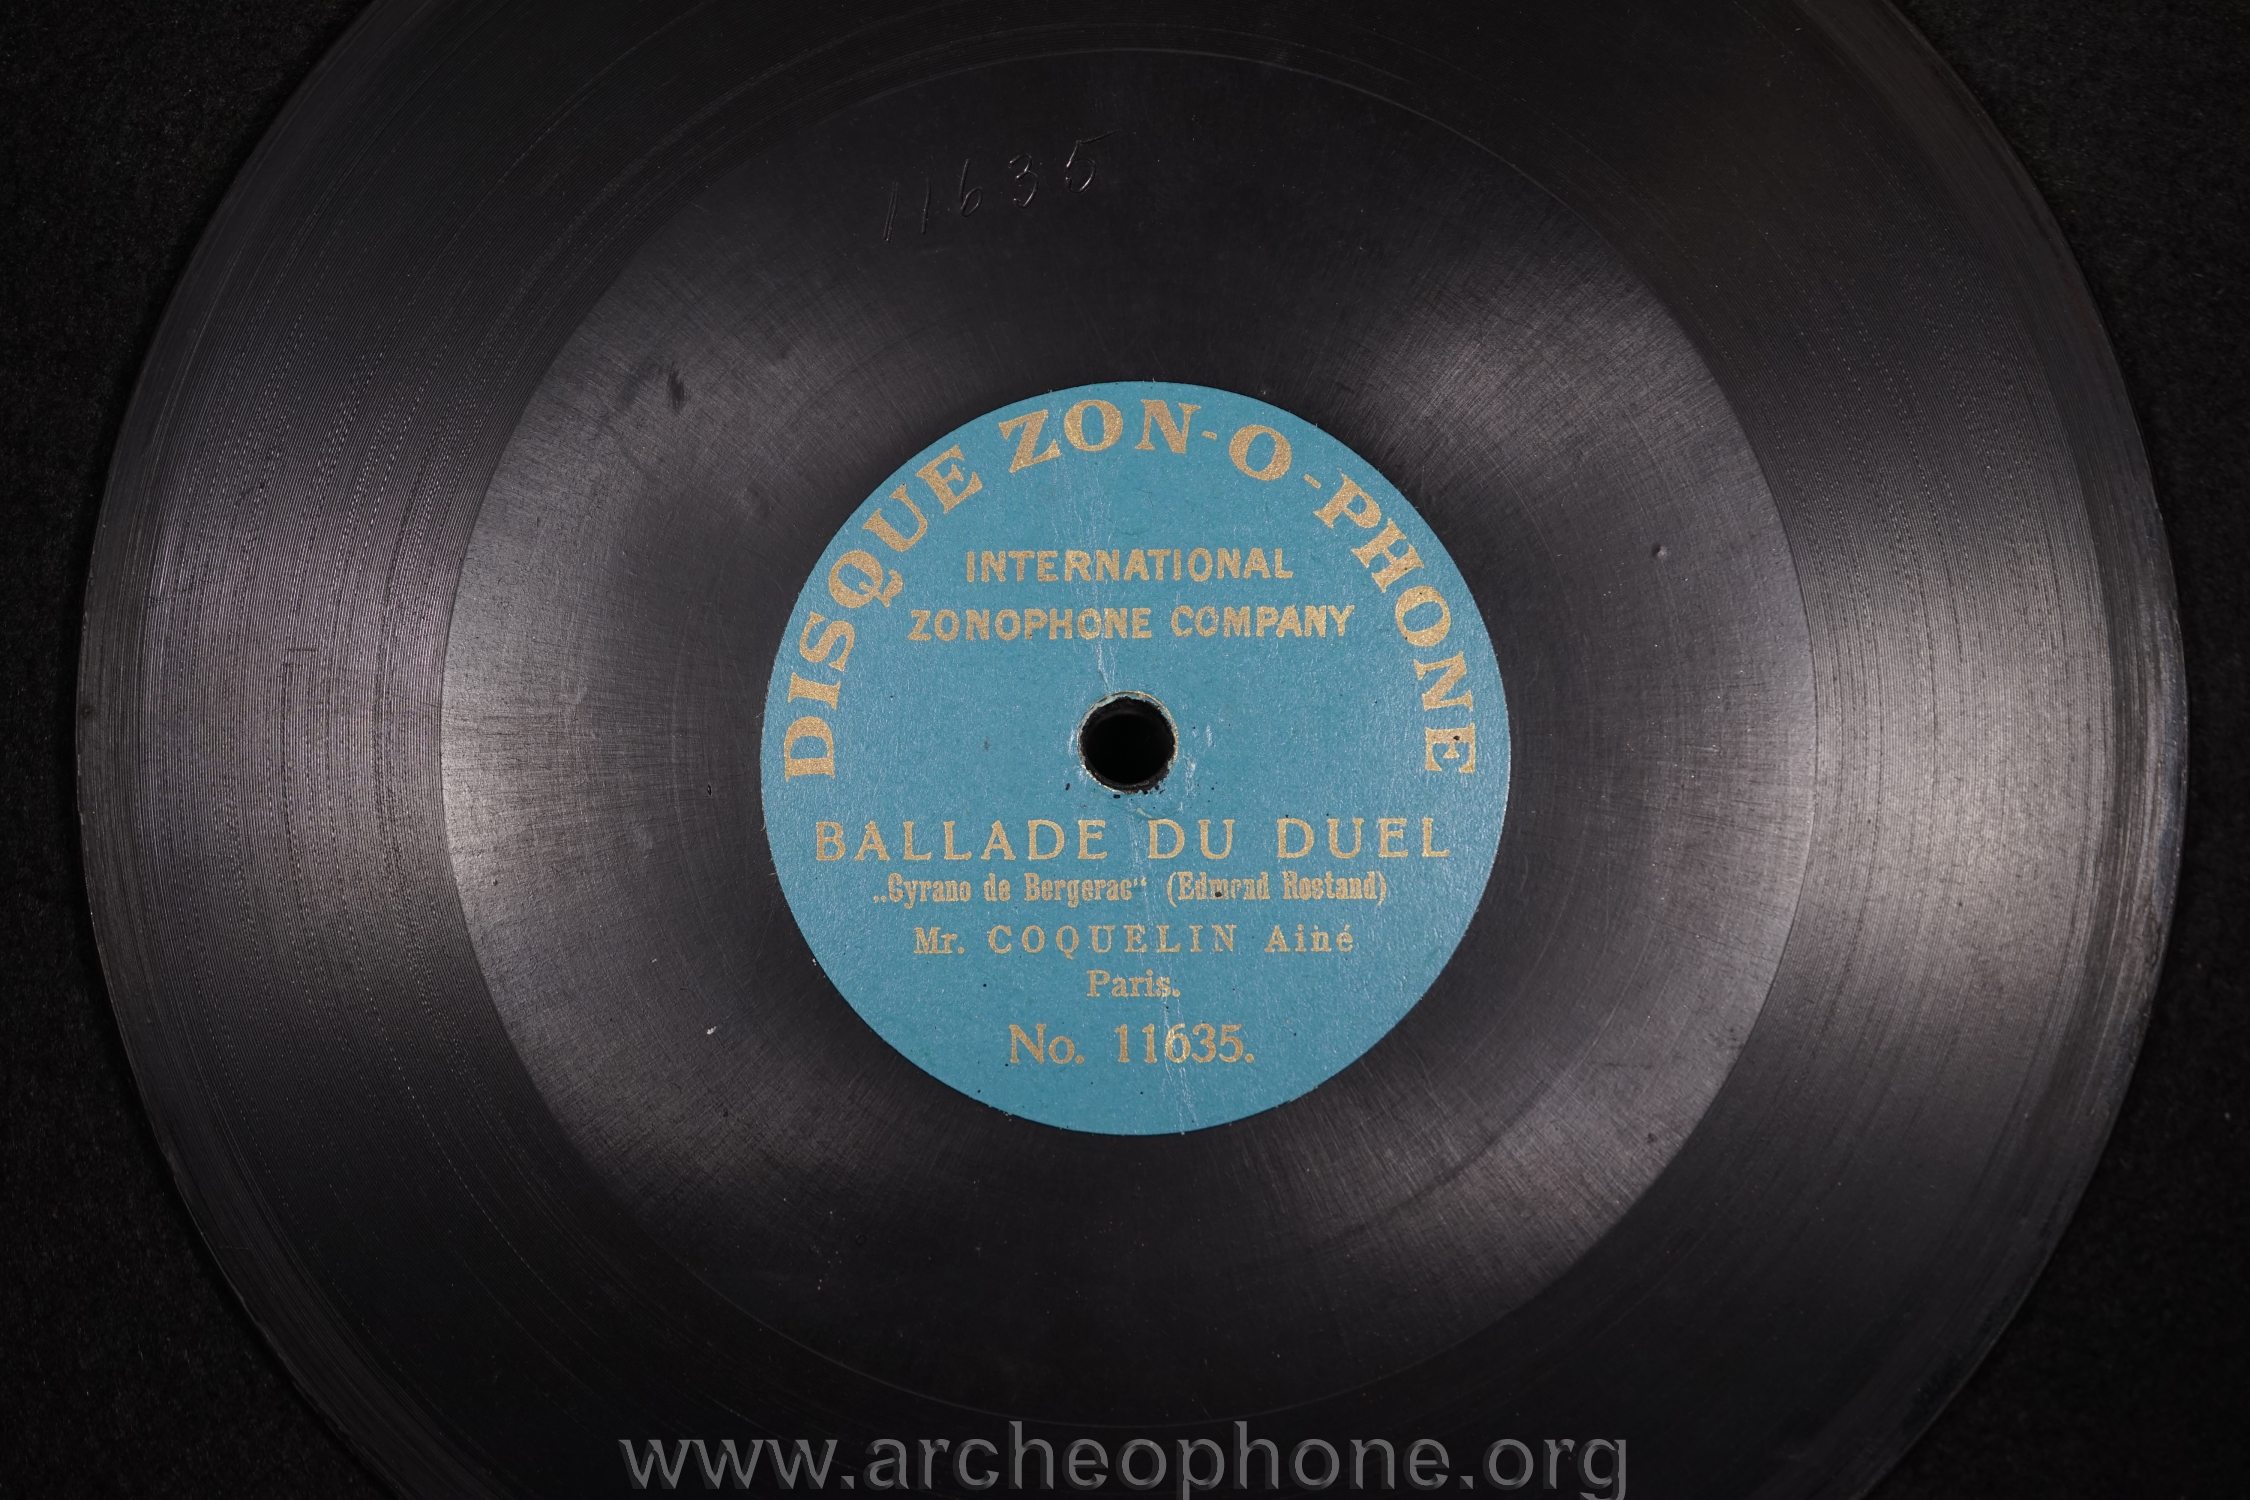 11635
DISQUE ZON-O-PHONE
INTERNATIONAL
ZONOPHONE COMPANY
BALLADE DU DUEL
„Cyrano de Bergerac“ (Edmond Rostand)
Mr. COQUELIN Ainé
Paris.
No. 11635.
www.archeophone.org